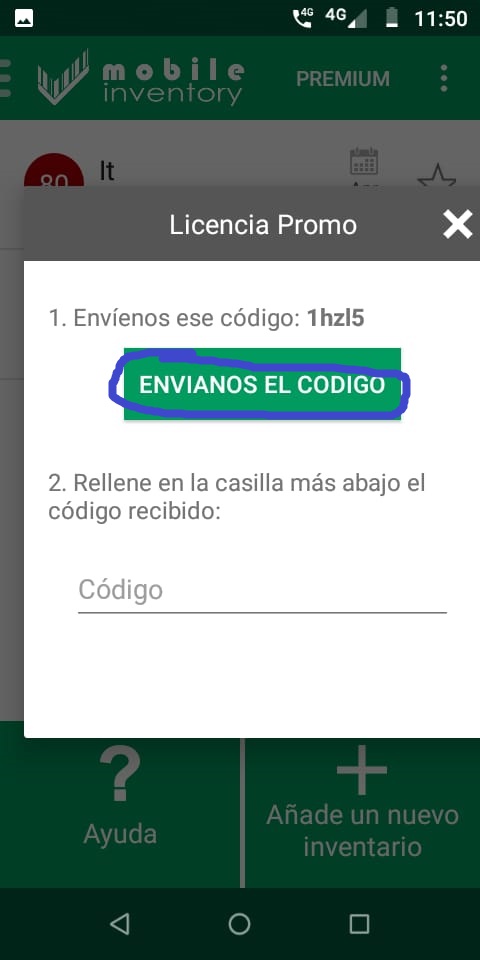 4G 4G 11:50
mobile
inventory
PREMIUM
80 It
Licencia Promo
1. Envíenos ese código: 1hzl5
ENVIANOS EL CODIGO
2. Rellene en la casilla más abajo el
código recibido:
Código
?
Ayuda
Añade un nuevo
inventario